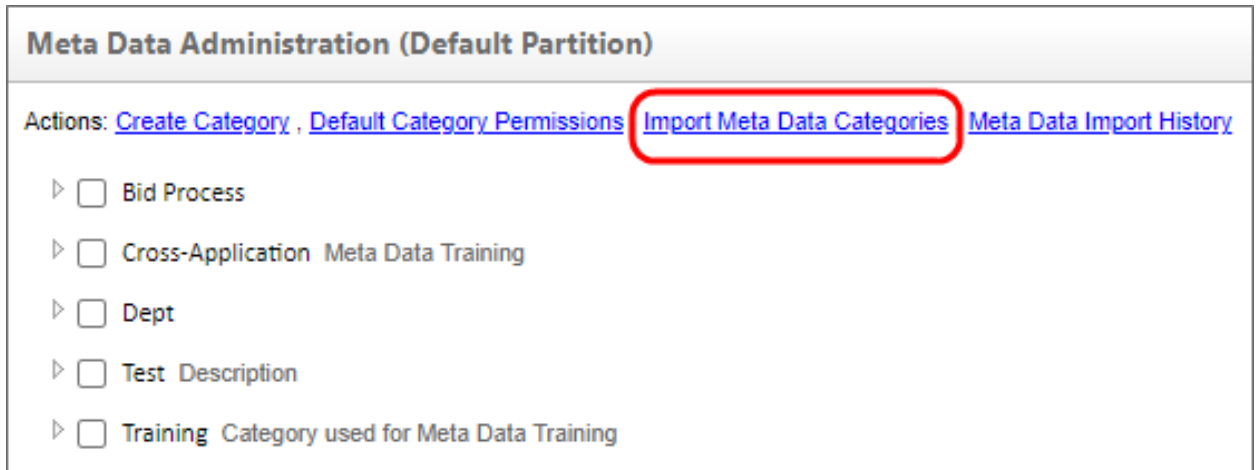 Meta Data Administration (Default Partition)
Actions: Create Category , Default Category Permissions Import Meta Data Categories Meta Data Import History
Bid Process
Cross-Application Meta Data Training
Dept
Test Description
Training Category used for Meta Data Training